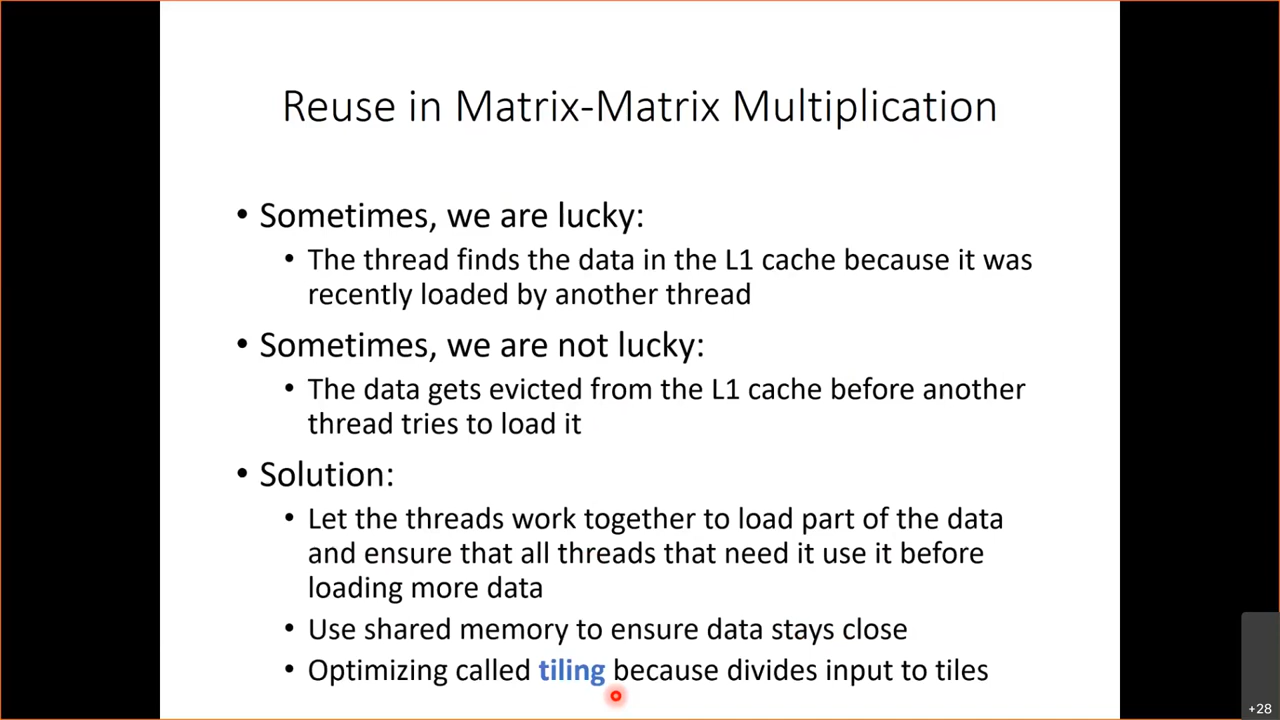 Reuse in Matrix-Matrix Multiplication
• Sometimes, we are lucky:
• The thread finds the data in the L1 cache because it was
recently loaded by another thread
• Sometimes, we are not lucky:
• The data gets evicted from the L1 cache before another
thread tries to load it
• Solution:
• Let the threads work together to load part of the data
and ensure that all threads that need it use it before
loading more data
• Use shared memory to ensure data stays close
• Optimizing called tiling because divides input to tiles
+28